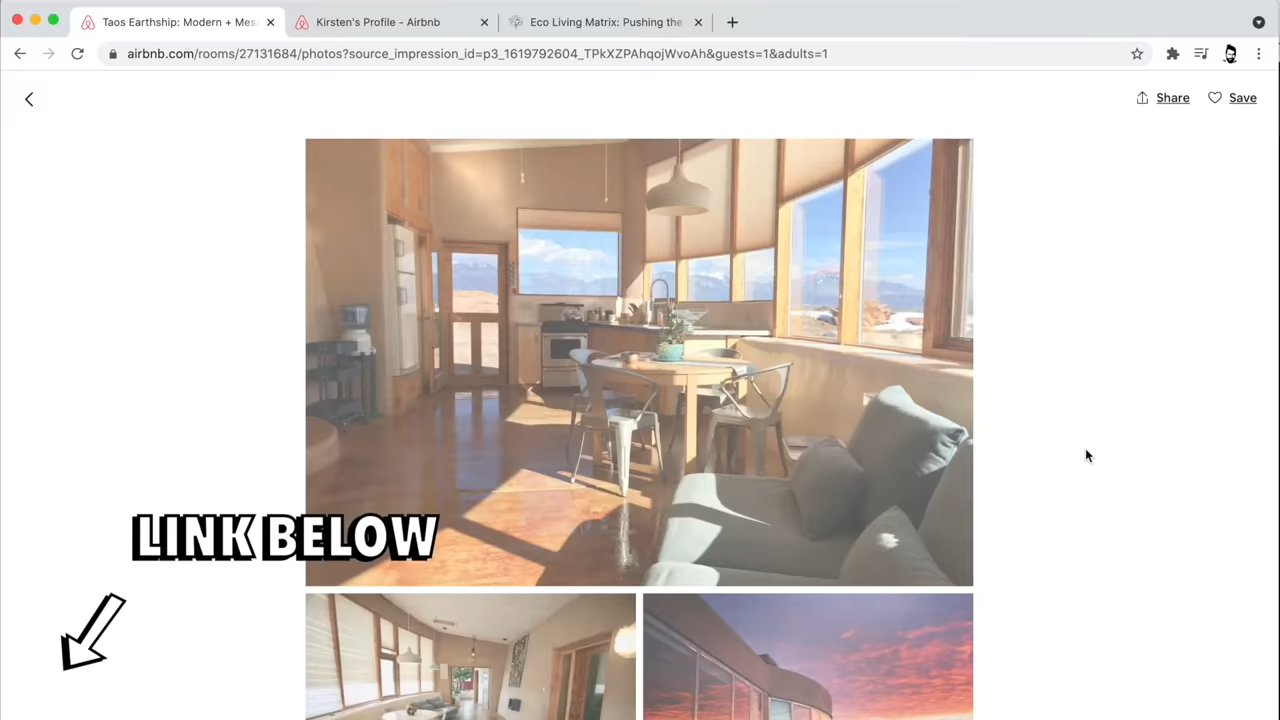 Taos Earthship: Modern + Mesa
Kirsten's Profile - Airbnb
Eco Living Matrix: Pushing the
airbnb.com/rooms/27131684/photos?source_impression_id=p3_1619792604_TPkXZPAhqojWvoAh&guests=1&adults=1
Share
Save
LINK BELOW